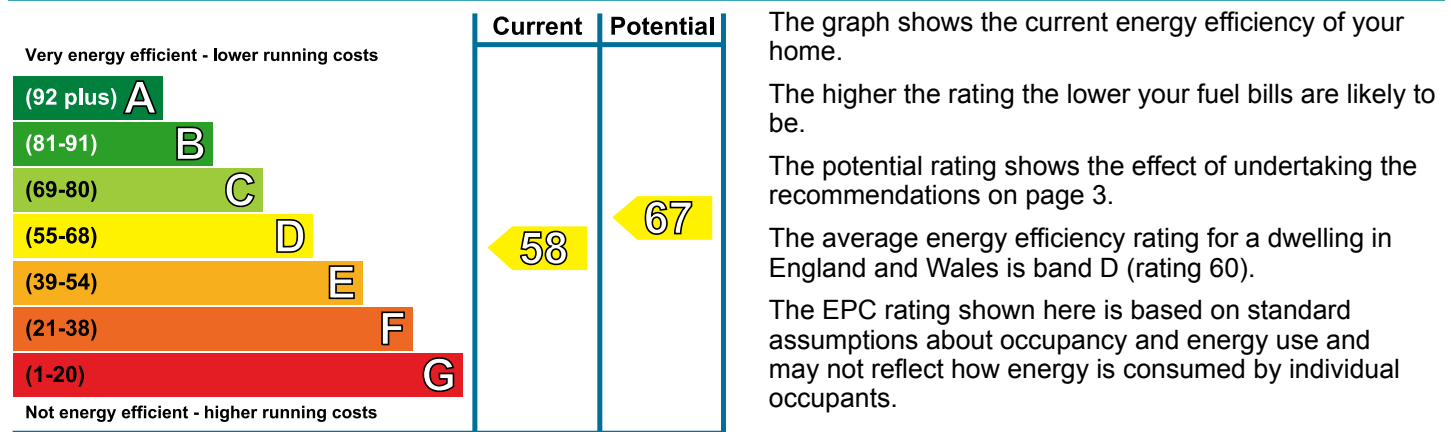 Current Potential
Very energy efficient - lower running costs
(92 plus) A
(81-91) B
(69-80) C
(55-68) D
(39-54) E
(21-38) F
(1-20) G
Not energy efficient - higher running costs
58
67
The graph shows the current energy efficiency of your
home.
The higher the rating the lower your fuel bills are likely to
be.
The potential rating shows the effect of undertaking the
recommendations on page 3.
The average energy efficiency rating for a dwelling in
England and Wales is band D (rating 60).
The EPC rating shown here is based on standard
assumptions about occupancy and energy use and
may not reflect how energy is consumed by individual
occupants.